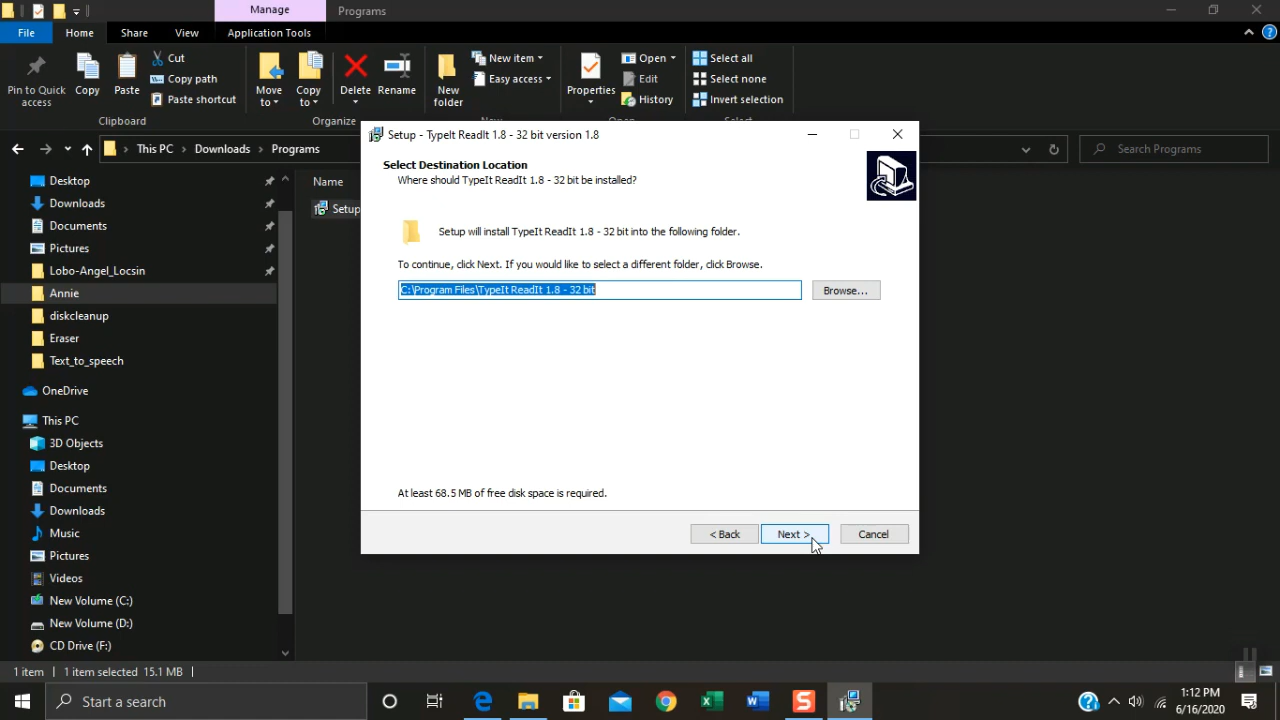 Manage
Programs
File
Home
Share
View
Application Tools
Pin to Quick access
Copy
Paste
Cut
Copy path
Paste shortcut
Clipboard
Move to
Copy to
Delete
Rename
Organize
New folder
New item
Easy access
New
Properties
Open
Edit
History
Open
Select all
Select none
Invert selection
Select
This PC > Downloads > Programs
Search Programs
Desktop
Downloads
Documents
Pictures
Lobo-Angel_Locsin
Annie
diskcleanup
Eraser
Text_to_speech
OneDrive
This PC
3D Objects
Desktop
Documents
Downloads
Music
Pictures
Videos
New Volume (C:)
New Volume (D:)
CD Drive (F:)
Name
Setup
Setup - TypeIt ReadIt 1.8 - 32 bit version 1.8
Select Destination Location
Where should TypeIt ReadIt 1.8 - 32 bit be installed?
Setup will install TypeIt ReadIt 1.8 - 32 bit into the following folder.
To continue, click Next. If you would like to select a different folder, click Browse.
C:\Program Files\TypeIt ReadIt 1.8 - 32 bit
Browse...
At least 68.5 MB of free disk space is required.
< Back
Next >
Cancel
1 item
1 item selected 15.1 MB
Start a search
1:12 PM
6/16/2020